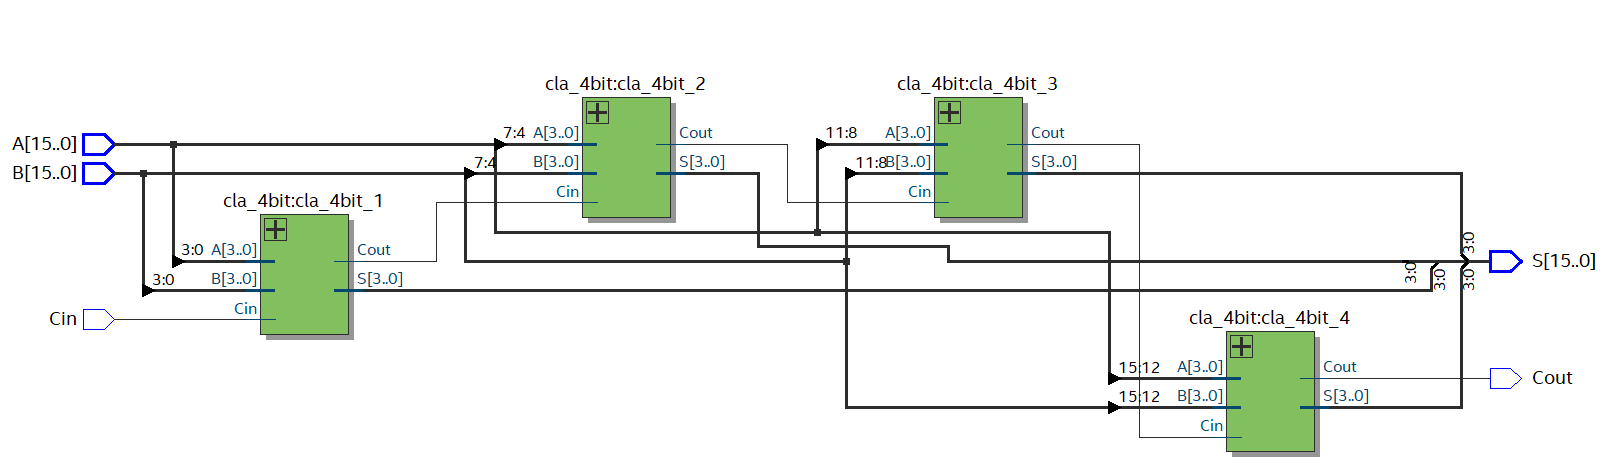 cla_4bit:cla_4bit_2
cla_4bit:cla_4bit_3
A[15..0]
7:4
A[3..0]
Cout
11:8
A[3..0]
Cout
B[15..0]
7:4
B[3..0]
S[3..0]
11:8
B[3..0]
S[3..0]
Cin
Cin
cla_4bit:cla_4bit_1
3:0
A[3..0]
Cout
3:0
B[3..0]
S[3..0]
3:0
3:0
3:0
3:0
S[15..0]
Cin
Cin
cla_4bit:cla_4bit_4
15:12
A[3..0]
Cout
Cout
15:12
B[3..0]
S[3..0]
Cin